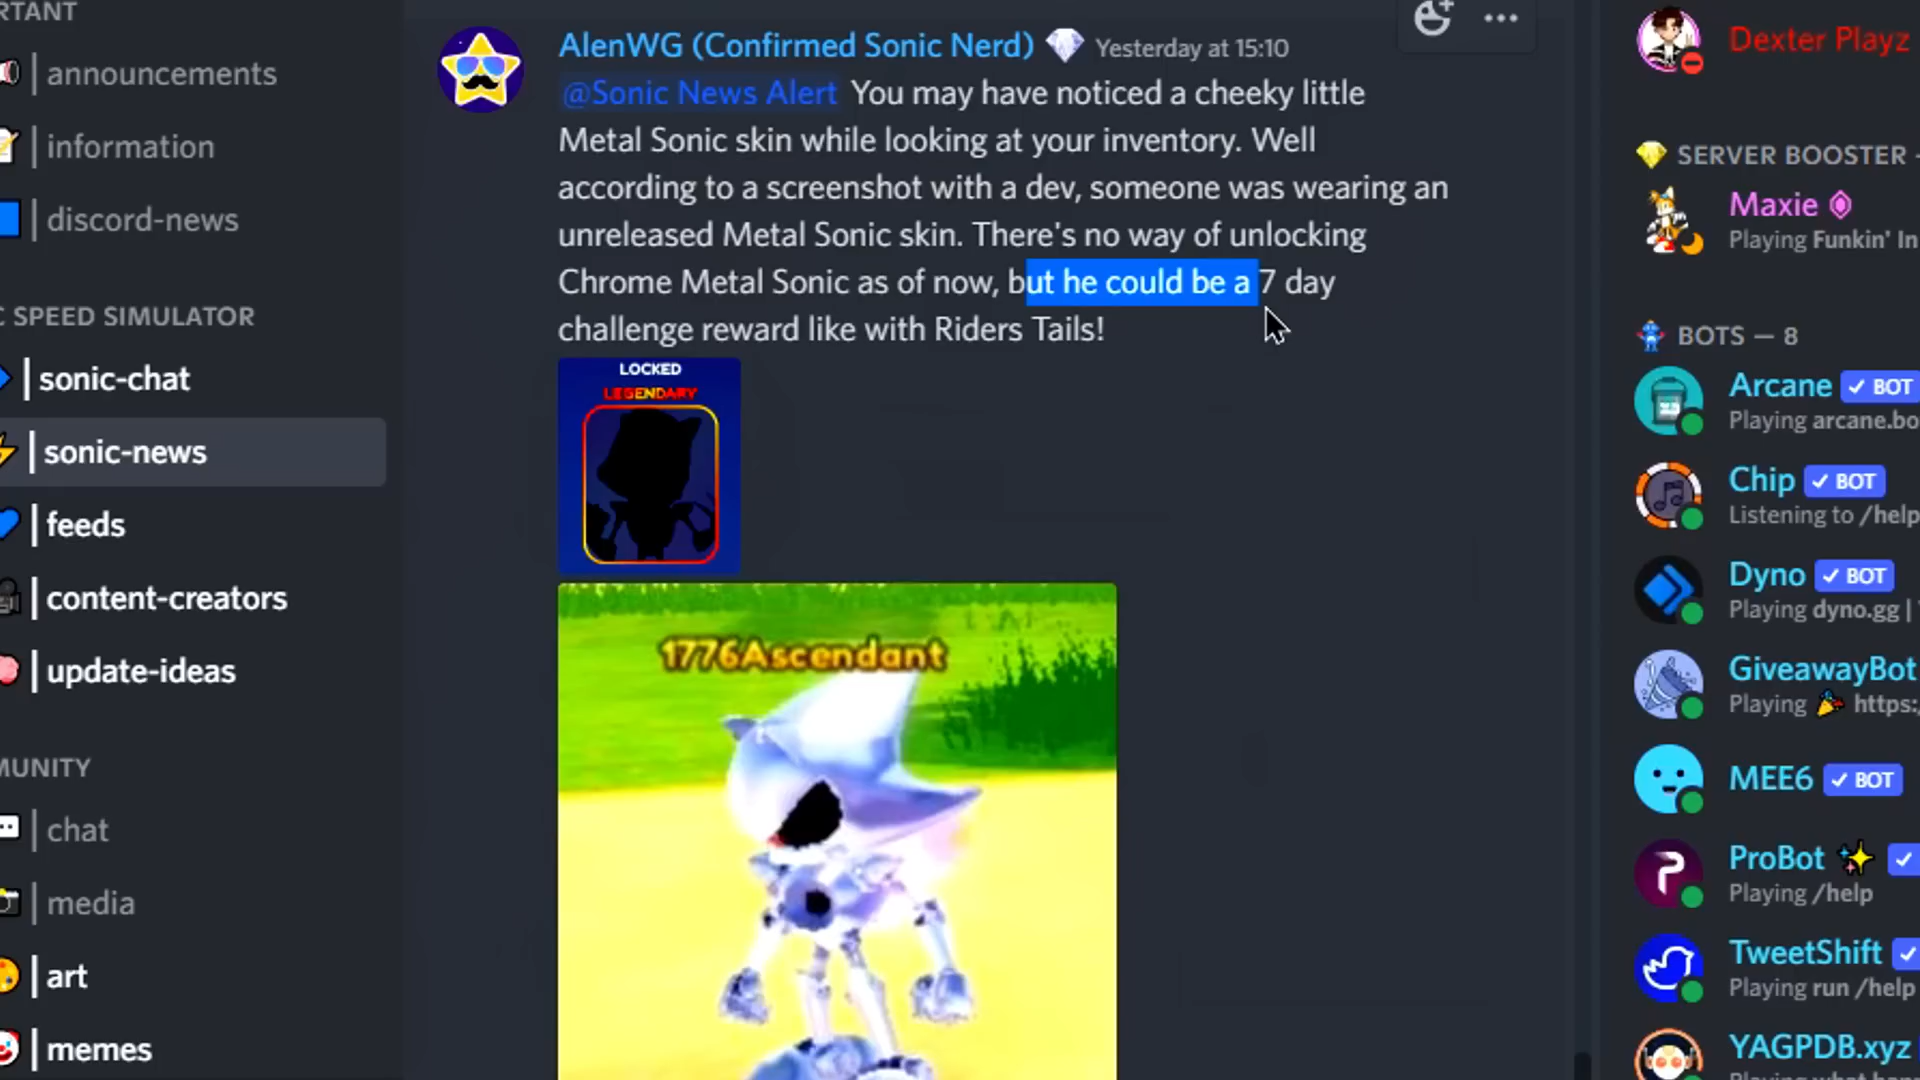 RTANT
announcements
information
discord-news
C SPEED SIMULATOR
sonic-chat
sonic-news
feeds
content-creators
update-ideas
MUNITY
chat
media
art
memes
AlenWG (Confirmed Sonic Nerd) Yesterday at 15:10
@Sonic News Alert You may have noticed a cheeky little
Metal Sonic skin while looking at your inventory. Well
according to a screenshot with a dev, someone was wearing an
unreleased Metal Sonic skin. There's no way of unlocking
Chrome Metal Sonic as of now, but he could be a 7 day
challenge reward like with Riders Tails!
LOCKED
LEGENDARY
1776Ascendant
Dexter Playz
SERVER BOOSTER -
Maxie
Playing Funkin' In
BOTS — 8
Arcane BOT
Playing arcane.bo
Chip BOT
Listening to /help
Dyno BOT
Playing dyno.gg |
GiveawayBot
Playing https:
MEE6 BOT
ProBot
Playing /help
TweetShift
Playing run /help
YAGPDB.xyz